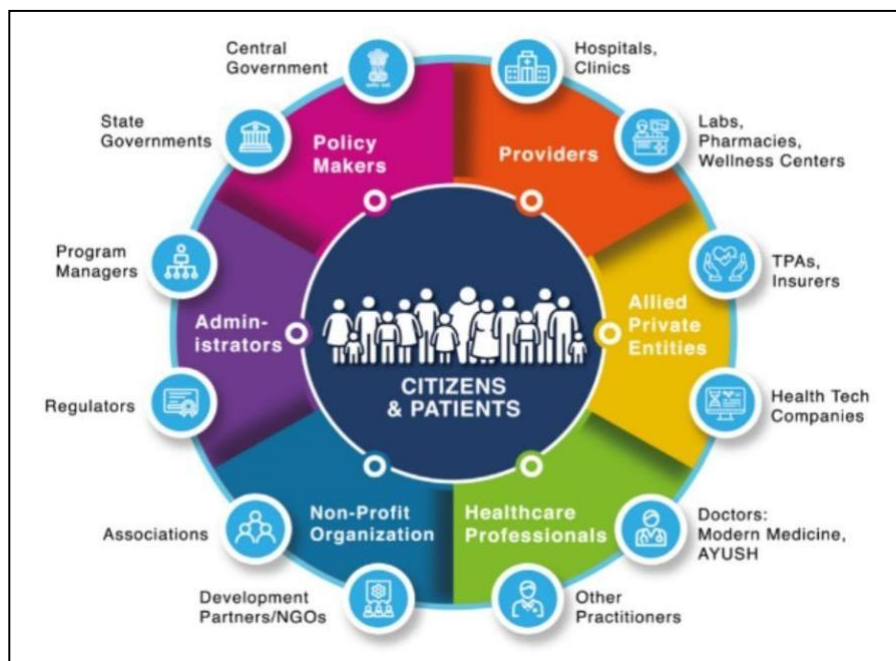 Central
Government
Hospitals,
Clinics
State
Governments
Policy
Makers
Providers
Labs,
Pharmacies,
Wellness Centers
Program
Managers
TPAs,
Insurers
Admin-
istrators
Allied
Private
Entities
CITIZENS
& PATIENTS
Regulators
Health Tech
Companies
Associations
Non-Profit
Organization
Healthcare
Professionals
Doctors:
Modern Medicine,
AYUSH
Development
Partners/NGOs
Other
Practitioners